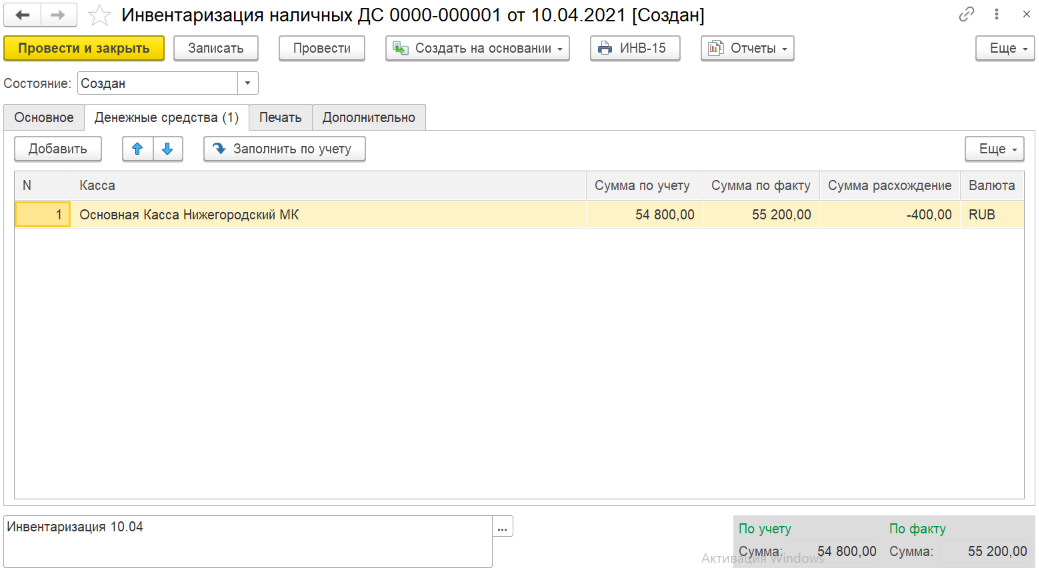 Инвентаризация наличных ДС 0000-000001 от 10.04.2021 [Создан]
Провести и закрыть Записать Провести Создать на основании ИНВ-15 Отчеты Еще
Состояние: Создан
Основное Денежные средства (1) Печать Дополнительно
Добавить Заполнить по учету Еще
N Касса Сумма по учету Сумма по факту Сумма расхождение Валюта
1 Основная Касса Нижегородский МК 54 800,00 55 200,00 -400,00 RUB
Инвентаризация 10.04 ...
По учету По факту
Сумма: 54 800,00 Сумма: 55 200,00
Активация Windows